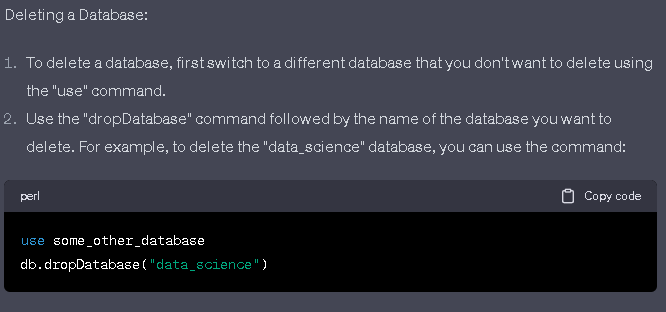 Deleting a Database:
1. To delete a database, first switch to a different database that you don't want to delete using
the "use" command.
2. Use the "dropDatabase" command followed by the name of the database you want to
delete. For example, to delete the "data_science" database, you can use the command:
perl Copy code
use some_other_database
db.dropDatabase("data_science")